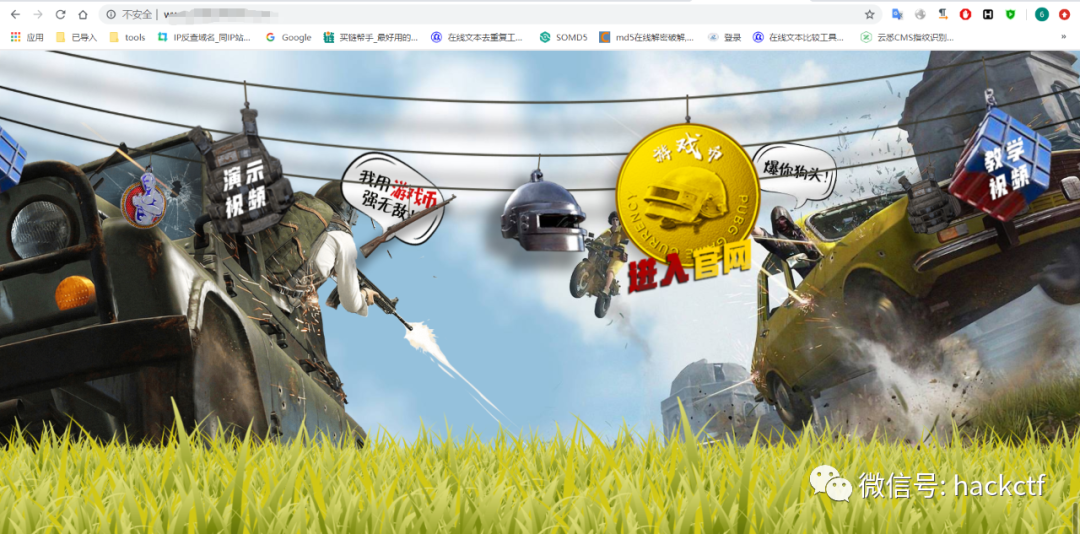 不安全
应用
已导入
tools
IP反查域名_同IP站...
Google
买链帮手_最好用的...
在线文本去重复工...
SOMD5
md5在线解密破解,...
登录
在线文本比较工具...
云悉CMS指纹识别...
»
6
演示
视频
我用游戏币
强无敌!
游戏币
PUBG GAME CURRENCY
进入官网
爆你狗头!
教学
视频
微信号: hackctf